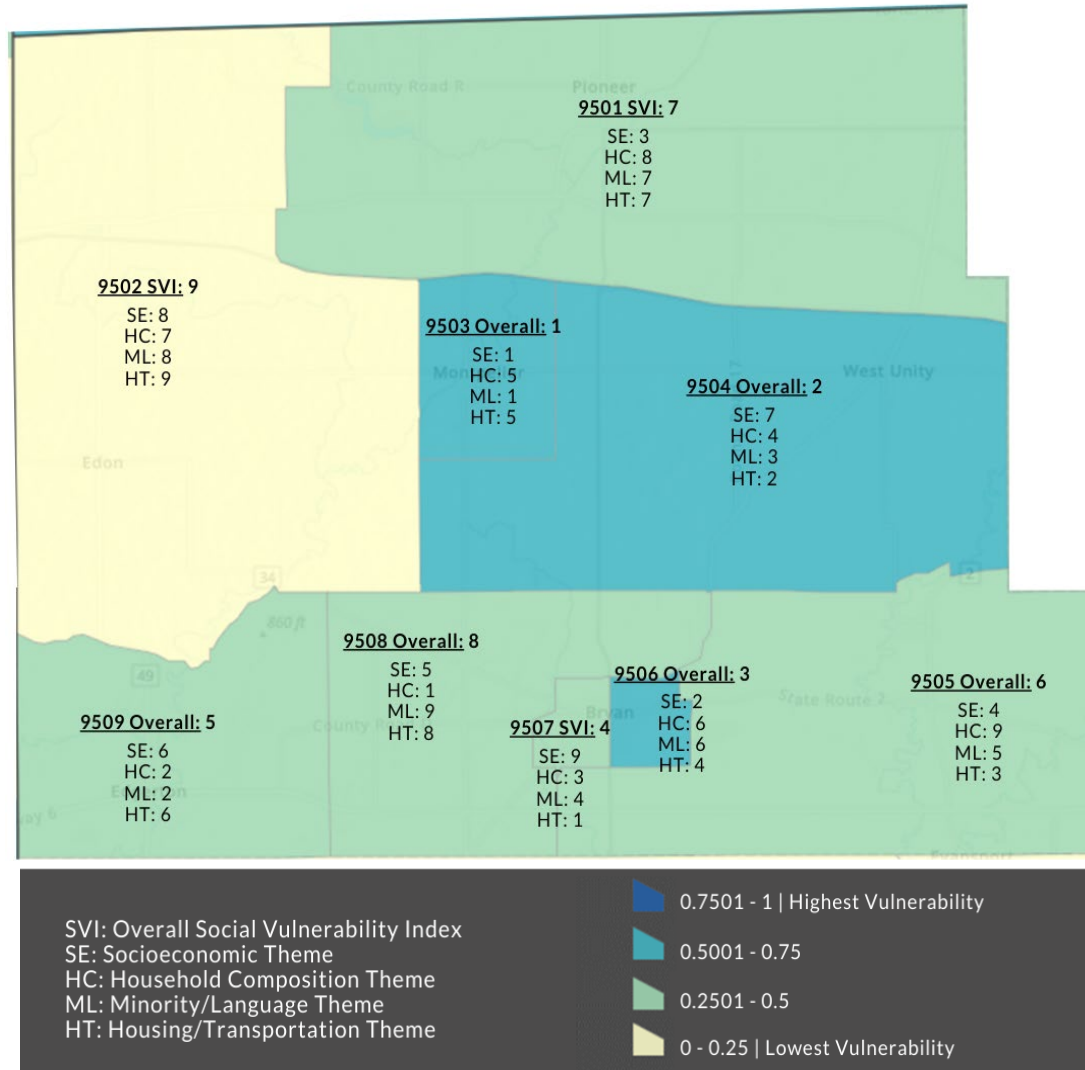 County Road R
Pioneer
9501 SVI: 7
SE: 3
HC: 8
ML: 7
HT: 7
9502 SVI: 9
SE: 8
HC: 7
ML: 8
HT: 9
9503 Overall: 1
SE: 1
HC: 5
ML: 1
HT: 5
West Unity
9504 Overall: 2
SE: 7
HC: 4
ML: 3
HT: 2
Edon
34
2
860 ft
9508 Overall: 8
SE: 5
HC: 1
ML: 9
HT: 8
49
9506 Overall: 3
SE: 2
HC: 6
ML: 6
HT: 4
Bryan
State Route 2
9505 Overall: 6
SE: 4
HC: 9
ML: 5
HT: 3
9509 Overall: 5
SE: 6
HC: 2
ML: 2
HT: 6
County Road
9507 SVI: 4
SE: 9
HC: 3
ML: 4
HT: 1
way 6
Evansport
SVI: Overall Social Vulnerability Index
SE: Socioeconomic Theme
HC: Household Composition Theme
ML: Minority/Language Theme
HT: Housing/Transportation Theme
0.7501 - 1 | Highest Vulnerability
0.5001 - 0.75
0.2501 - 0.5
0 - 0.25 | Lowest Vulnerability